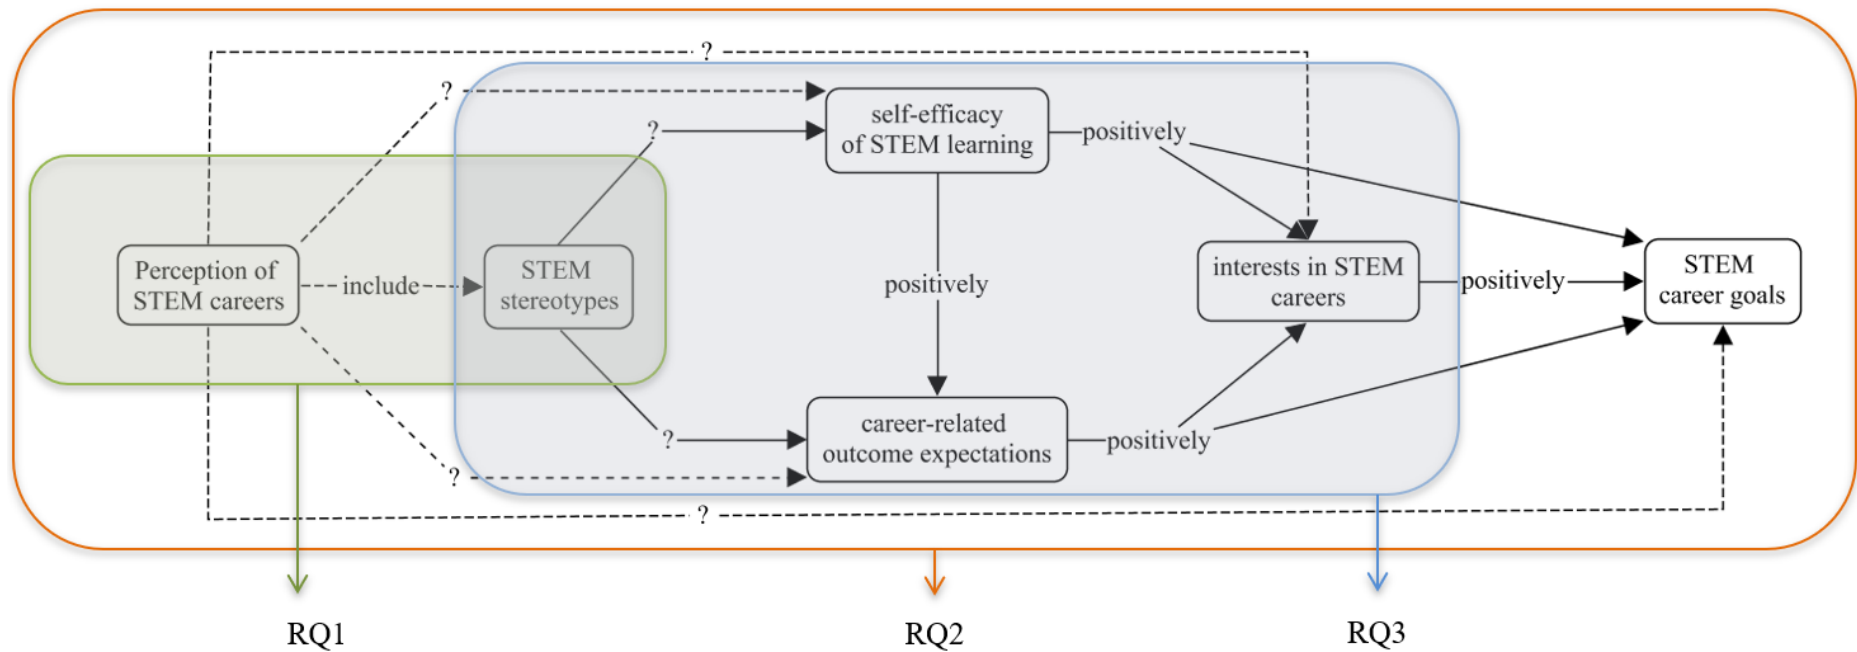 ?
?
self-efficacy
of STEM learning
?
positively
Perception of
STEM careers
include
STEM
stereotypes
positively
interests in STEM
careers
positively
STEM
career goals
career-related
outcome expectations
?
positively
?
?
RQ1
RQ2
RQ3